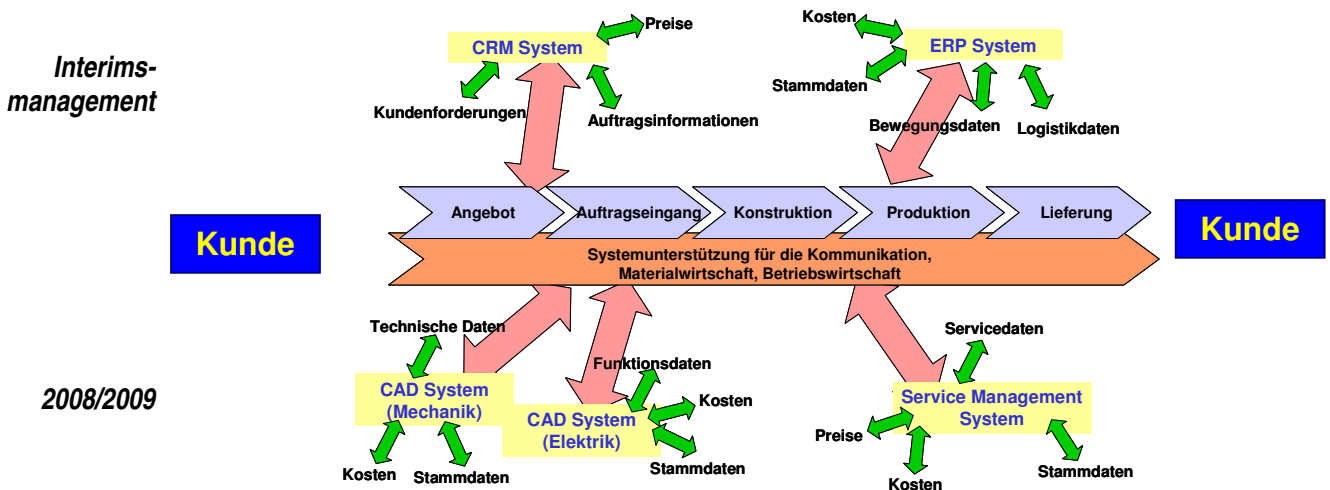 Kosten
Preise
CRM System
ERP System
Interims-
management
Stammdaten
Kundenforderungen
Auftragsinformationen
Bewegungsdaten
Logistikdaten
Angebot
Auftragseingang
Konstruktion
Produktion
Lieferung
Kunde
Kunde
Systemunterstützung für die Kommunikation,
Materialwirtschaft, Betriebswirtschaft
Technische Daten
Servicedaten
Funktionsdaten
2008/2009
CAD System
(Mechanik)
CAD System
(Elektrik)
Kosten
Service Management
System
Preise
Kosten
Stammdaten
Stammdaten
Kosten
Stammdaten